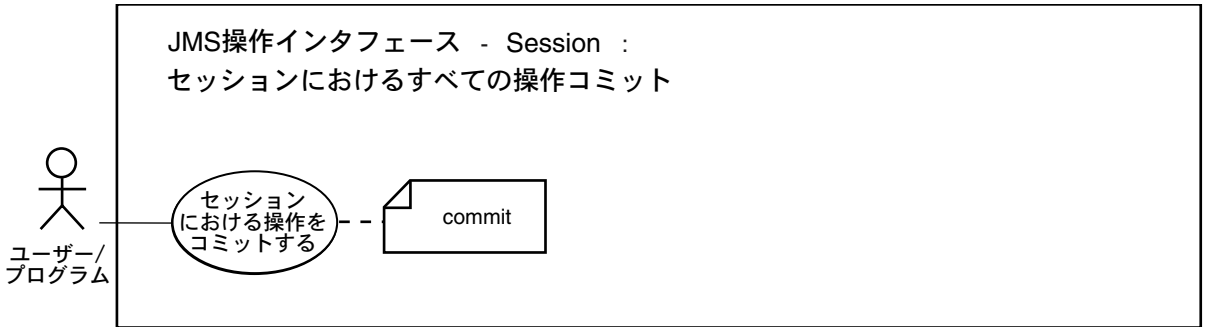 JMS操作インタフェース - Session :
セッションにおけるすべての操作コミット
セッション
における操作を
コミットする
commit
ユーザー/
プログラム